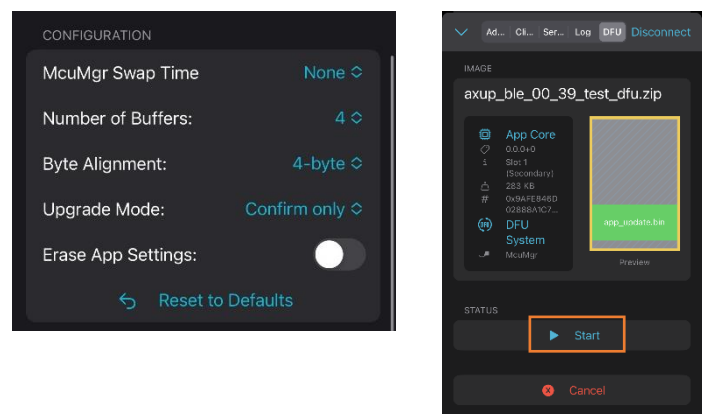 CONFIGURATION
McuMgr Swap Time None
Number of Buffers: 4
Byte Alignment: 4-byte
Upgrade Mode: Confirm only
Erase App Settings:
Reset to Defaults
Ad... Cli... Ser... Log DFU Disconnect
IMAGE
axup_ble_00_39_test_dfu.zip
App Core
0.0.0+0
Slot 1
(Secondary)
283 KB
0x9AFE846D
02888A1C7...
DFU
System
McuMgr
app_update.bin
Preview
STATUS
Start
Cancel